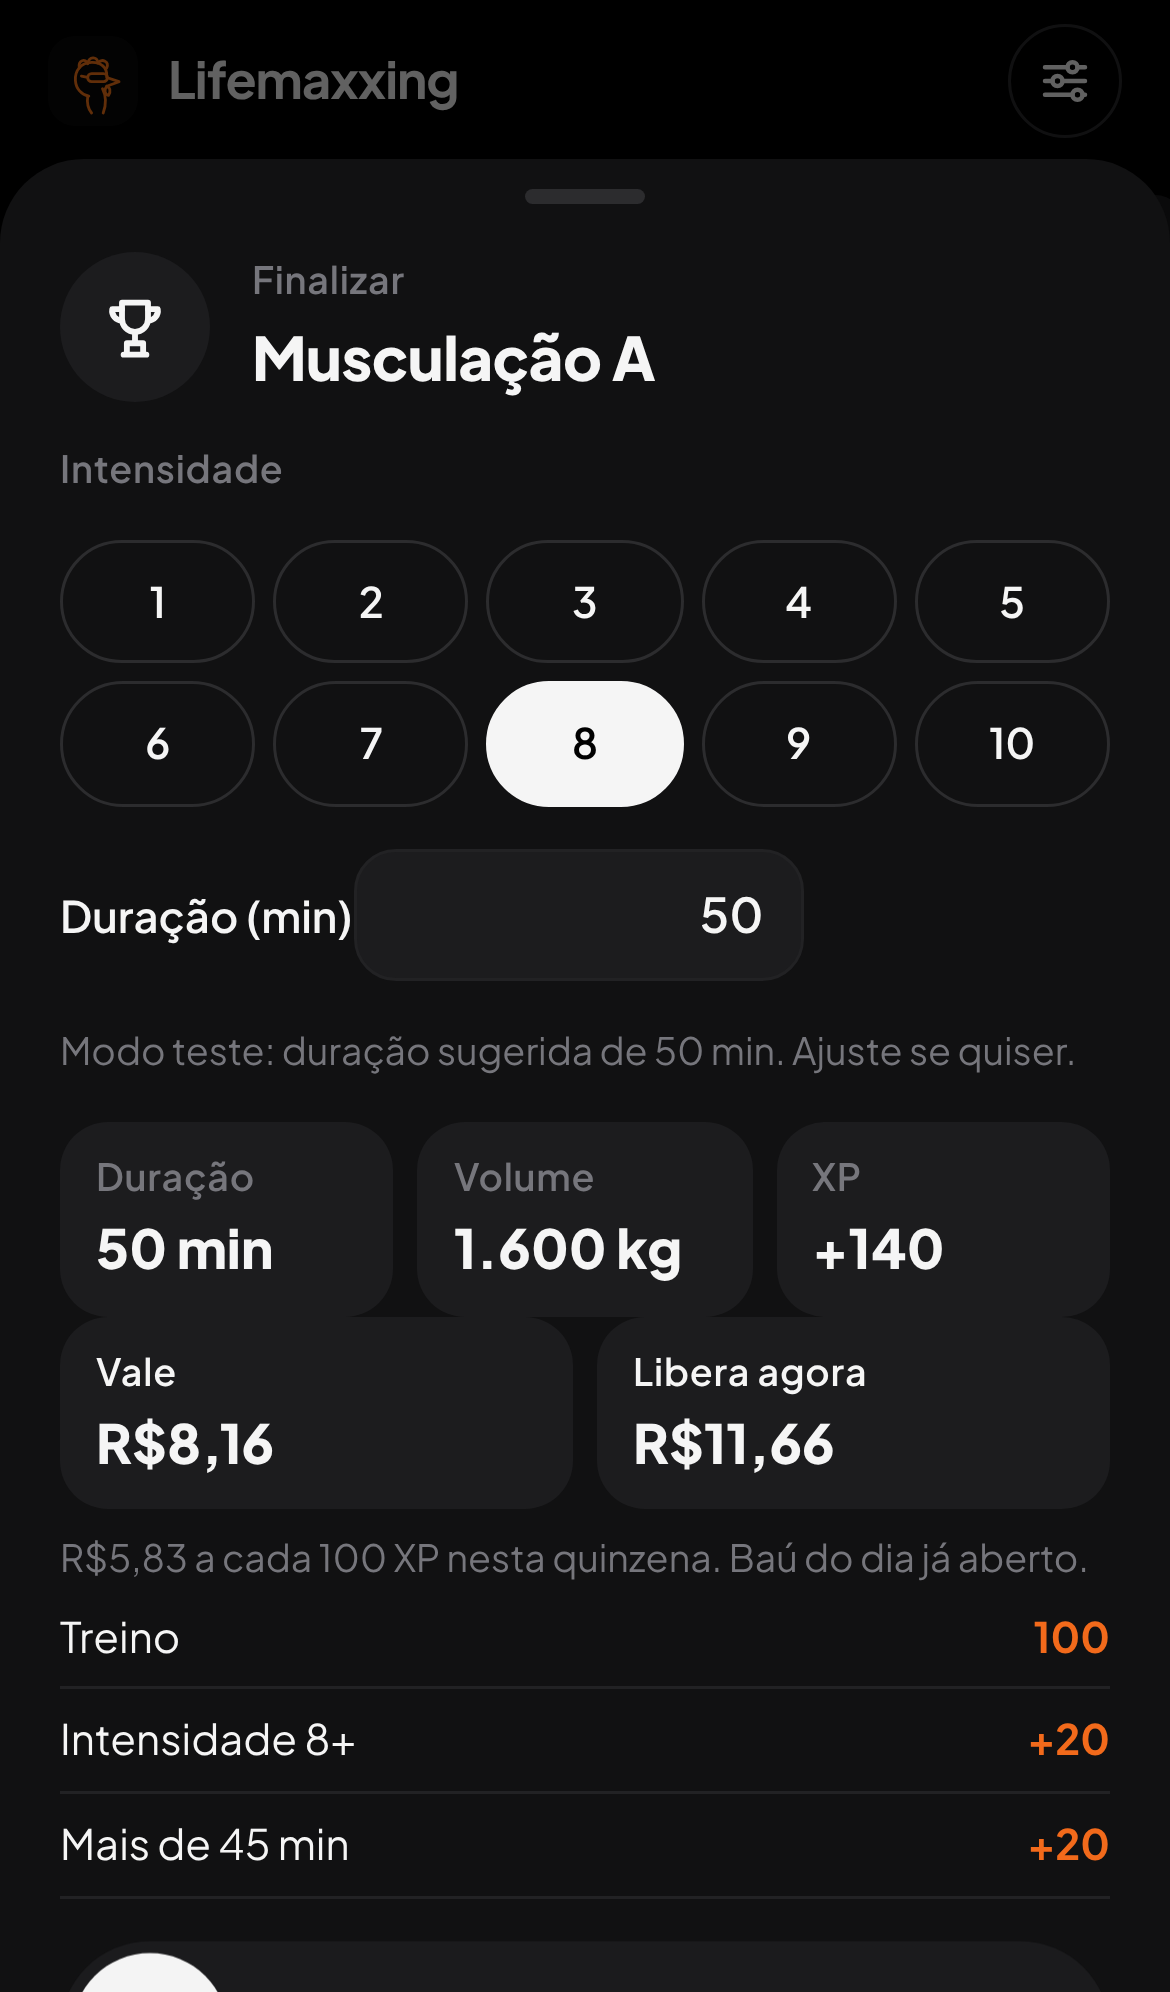 Lifemaxxing
Finalizar
Musculação A
Intensidade
1 2 3 4 5
6 7 8 9 10
Duração (min) 50
Modo teste: duração sugerida de 50 min. Ajuste se quiser.
Duração Volume XP
50 min 1.600 kg +140
Vale Libera agora
R$8,16 R$11,66
R$5,83 a cada 100 XP nesta quinzena. Baú do dia já aberto.
Treino 100
Intensidade 8+ +20
Mais de 45 min +20